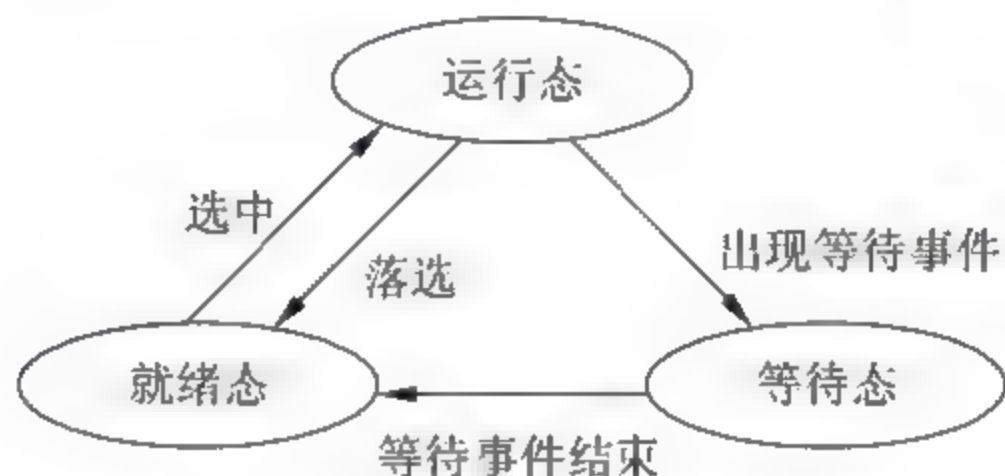 运行态
选中
落选
出现等待事件
就绪态
等待态
等待事件结束